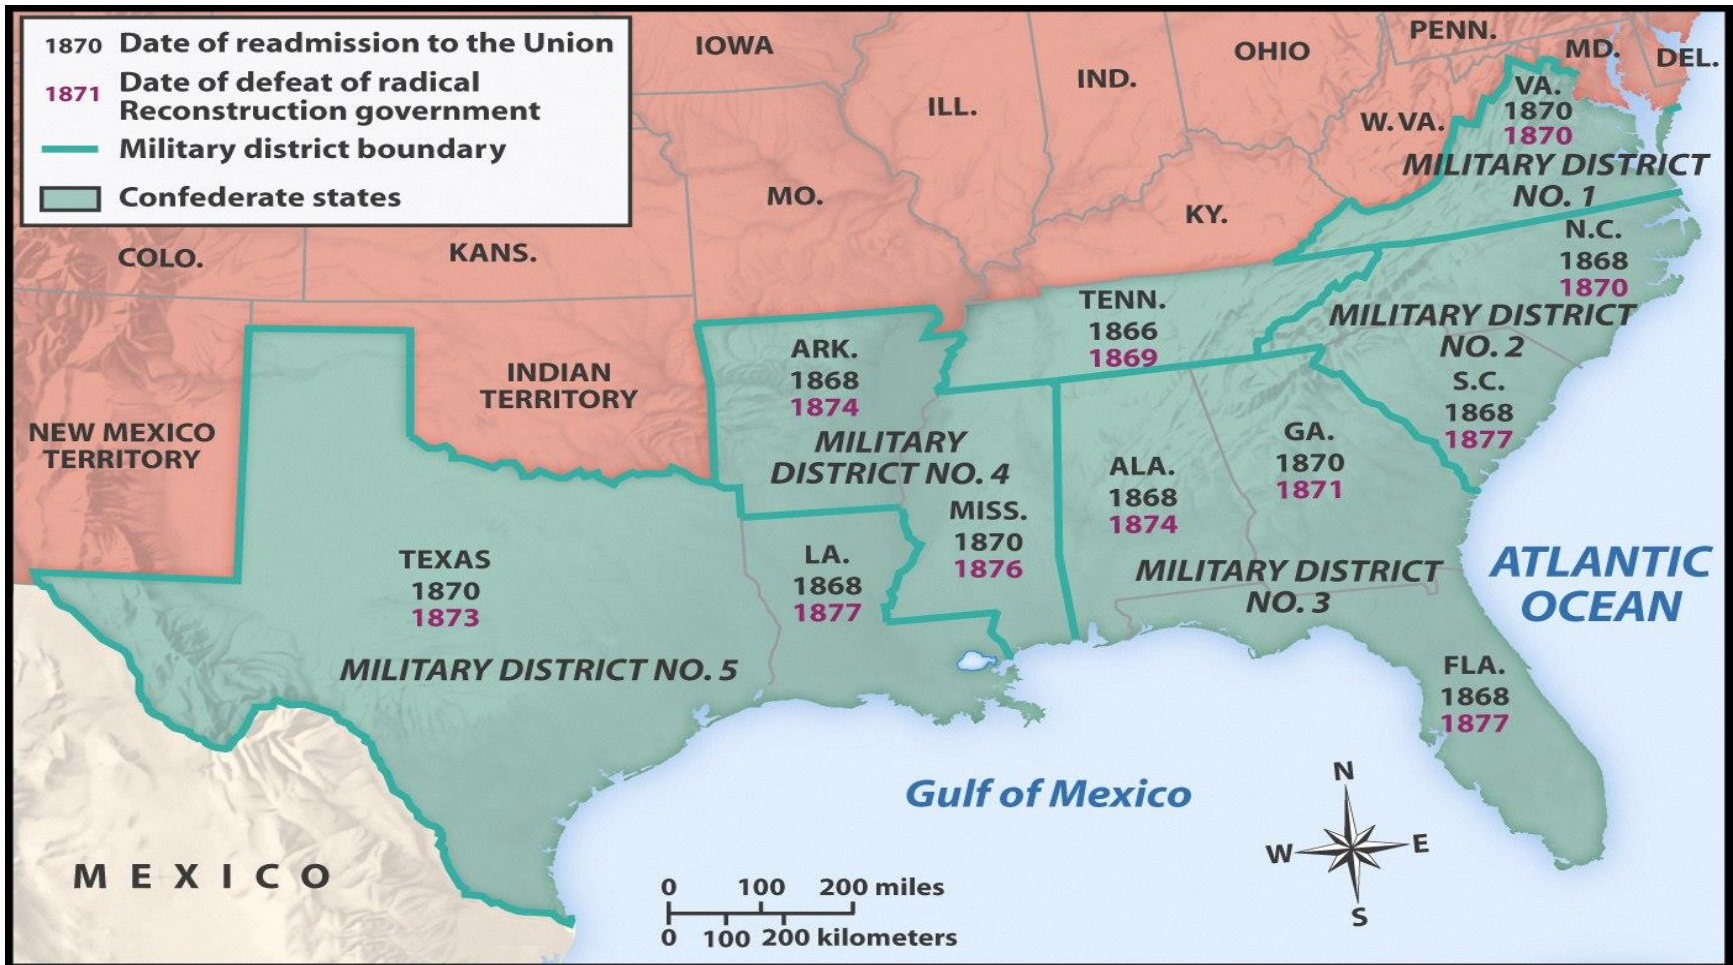 1870 Date of readmission to the Union
1871 Date of defeat of radical
Reconstruction government
Military district boundary
Confederate states
IOWA
ILL.
IND.
OHIO
PENN.
MD.
DEL.
W. VA.
VA.
1870
1870
MILITARY DISTRICT
NO. 1
MO.
KY.
COLO.
KANS.
N.C.
1868
1870
MILITARY DISTRICT
NO. 2
S.C.
1868
1877
TENN.
1866
1869
ARK.
1868
1874
MILITARY
DISTRICT NO. 4
MISS.
1870
1876
INDIAN
TERRITORY
NEW MEXICO
TERRITORY
GA.
1870
1871
ALA.
1868
1874
MILITARY DISTRICT
NO. 3
TEXAS
1870
1873
LA.
1868
1877
MILITARY DISTRICT NO. 5
FLA.
1868
1877
ATLANTIC
OCEAN
Gulf of Mexico
MEXICO
0 100 200 miles
0 100 200 kilometers
N
W E
S